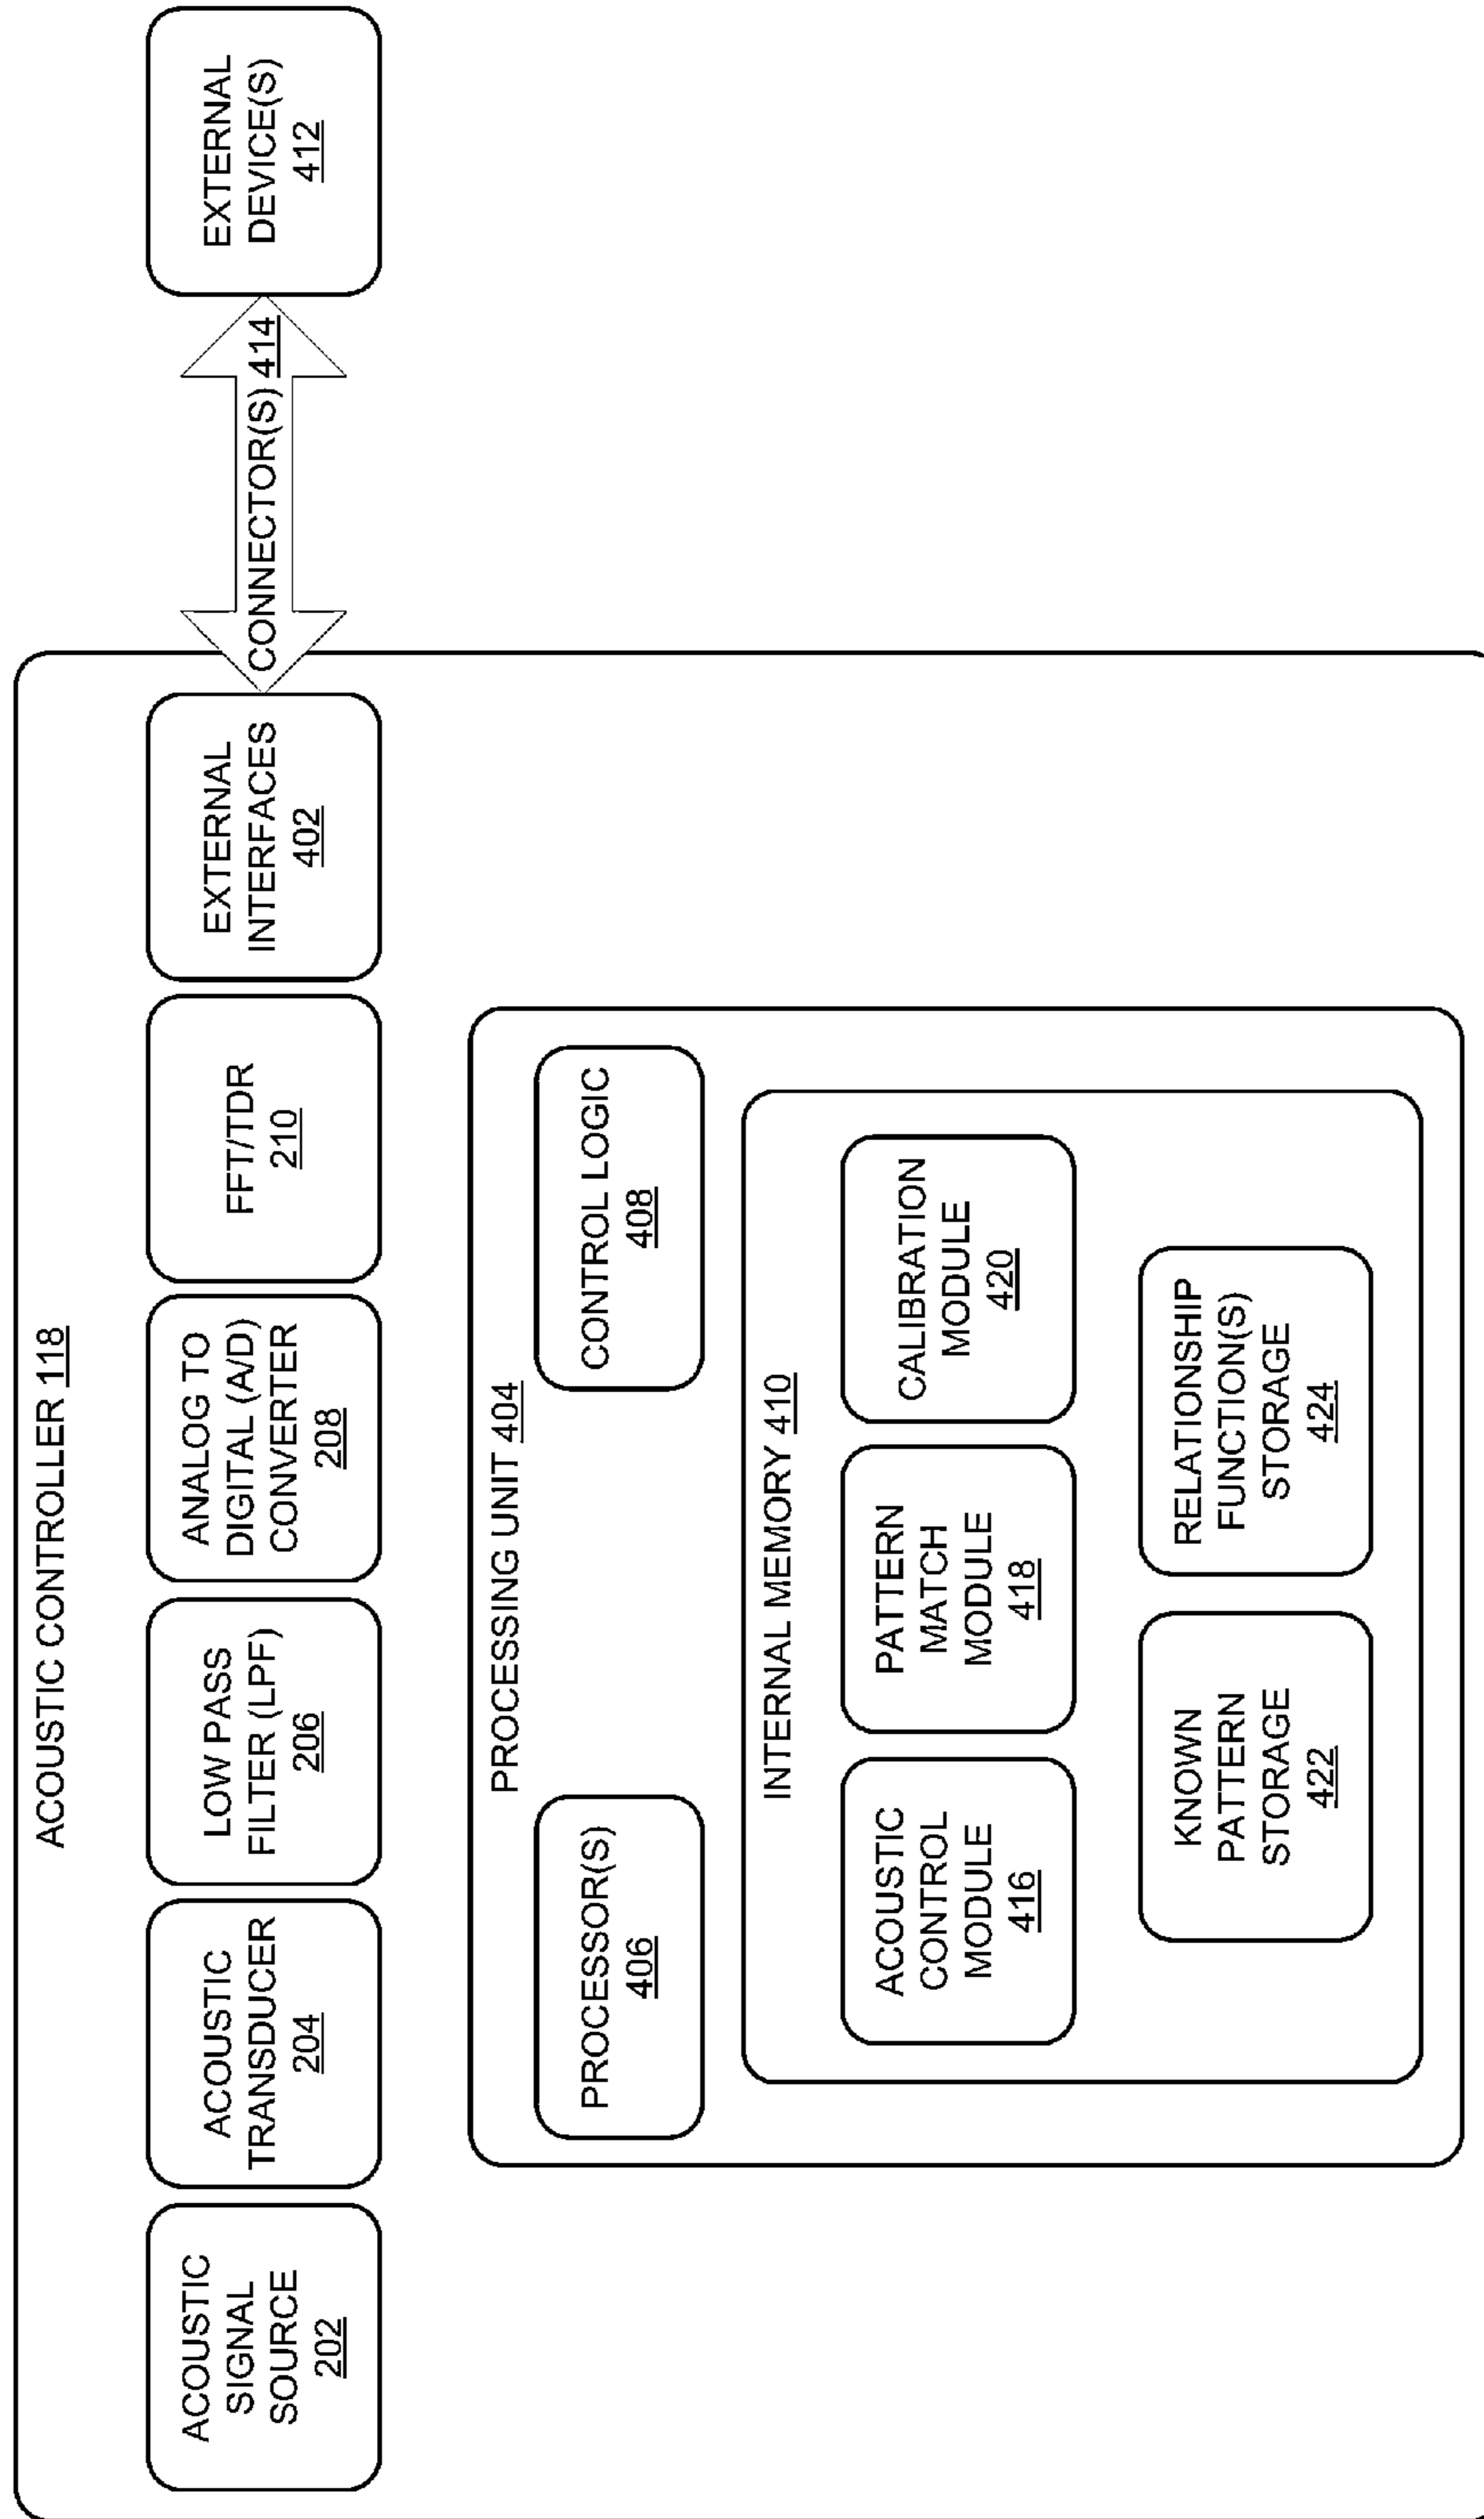 ACOUSTIC CONTROLLER 118
ACOUSTIC
SIGNAL
SOURCE
202
ACOUSTIC
TRANSDUCER
204
LOW PASS
FILTER (LPF)
206
ANALOG TO
DIGITAL (A/D)
CONVERTER
208
FFT/TDR
210
EXTERNAL
INTERFACES
402
CONNECTOR(S) 414
EXTERNAL
DEVICE(S)
412
PROCESSING UNIT 404
PROCESSOR(S)
406
CONTROL LOGIC
408
INTERNAL MEMORY 410
ACOUSTIC
CONTROL
MODULE
416
PATTERN
MATCH
MODULE
418
CALIBRATION
MODULE
420
KNOWN
PATTERN
STORAGE
422
RELATIONSHIP
FUNCTION(S)
STORAGE
424